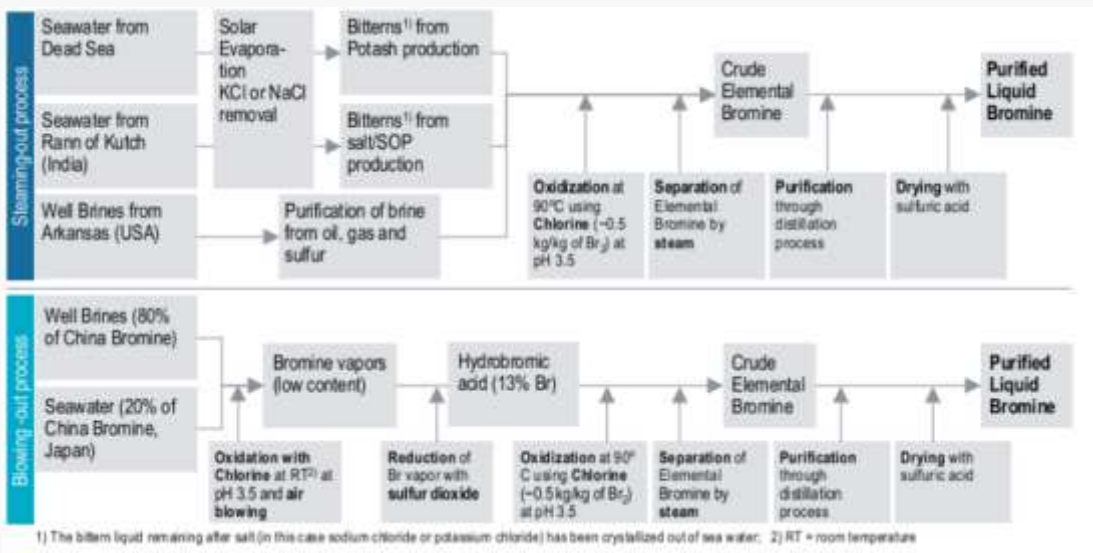 Steaming-out process
Seawater from
Dead Sea
Seawater from
Rann of Kutch
(India)
Well Brines from
Arkansas (USA)
Solar
Evapora-
tion
KCl or NaCl
removal
Bitterns1) from
Potash production
Bitterns1) from
salt/SOP
production
Purification of brine
from oil, gas and
sulfur
Oxidization at
90°C using
Chlorine (~0.5
kg/kg of Br2) at
pH 3.5
Separation of
Elemental
Bromine by
steam
Crude
Elemental
Bromine
Purification
through
distillation
process
Drying with
sulfuric acid
Purified
Liquid
Bromine
Blowing -out process
Well Brines (80%
of China Bromine)
Seawater (20% of
China Bromine,
Japan)
Oxidation with
Chlorine at RT2) at
pH 3.5 and air
blowing
Bromine vapors
(low content)
Reduction of
Br vapor with
sulfur dioxide
Hydrobromic
acid (13% Br)
Oxidization at 90°
C using Chlorine
(~0.5 kg/kg of Br2)
at pH 3.5
Separation of
Elemental
Bromine by
steam
Crude
Elemental
Bromine
Purification
through
distillation
process
Drying with
sulfuric acid
Purified
Liquid
Bromine
1) The bittern liquid remaining after salt (in this case sodium chloride or potassium chloride) has been crystallized out of sea water; 2) RT = room temperature